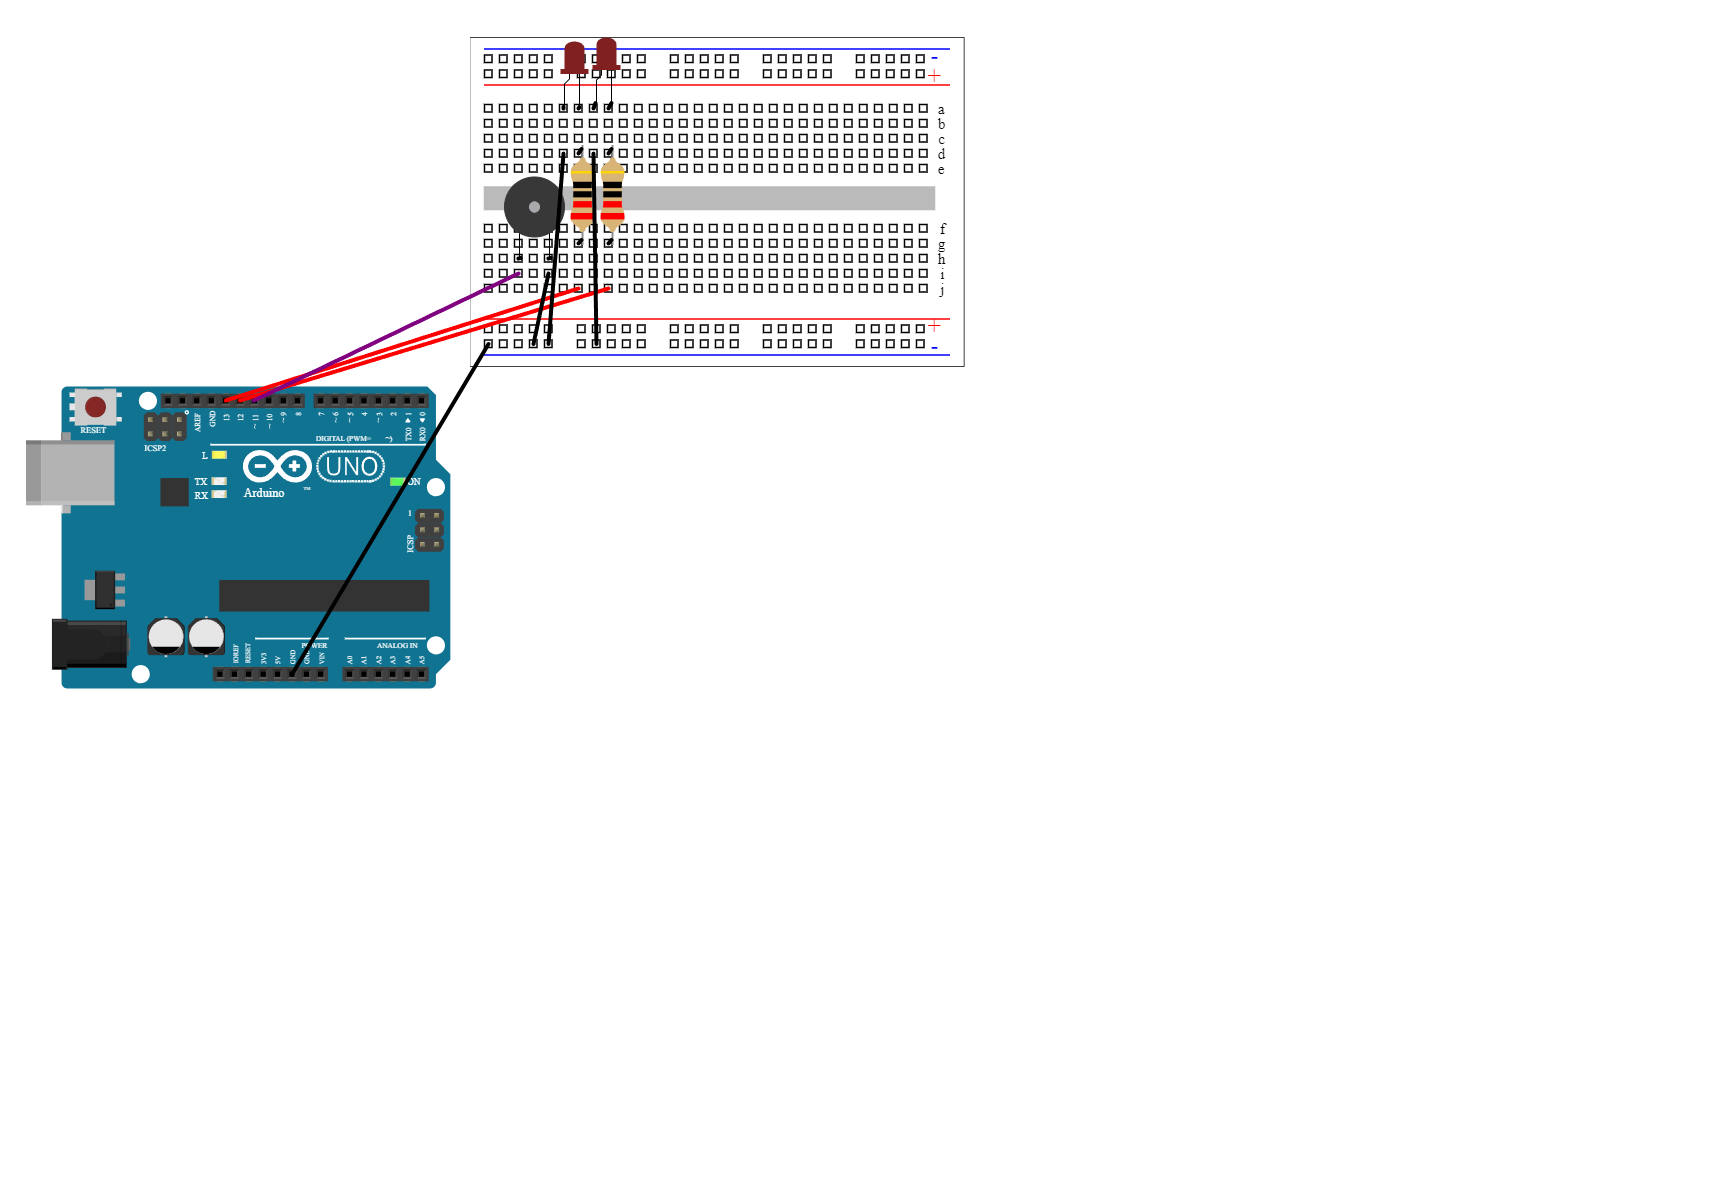 -
+
a
b
c
d
e
f
g
h
i
j
+
-
RESET
ICSP2
AREF
GND
13
12
~11
~10
~9
8
7
~6
~5
4
~3
2
TX0 ▶ 1
RX0 ◀ 0
DIGITAL (PWM= ~)
L
TX
RX
UNO
Arduino
™
ON
1
ICSP
IOREF
RESET
3V3
5V
GND
GND
VIN
POWER
ANALOG IN
A0
A1
A2
A3
A4
A5